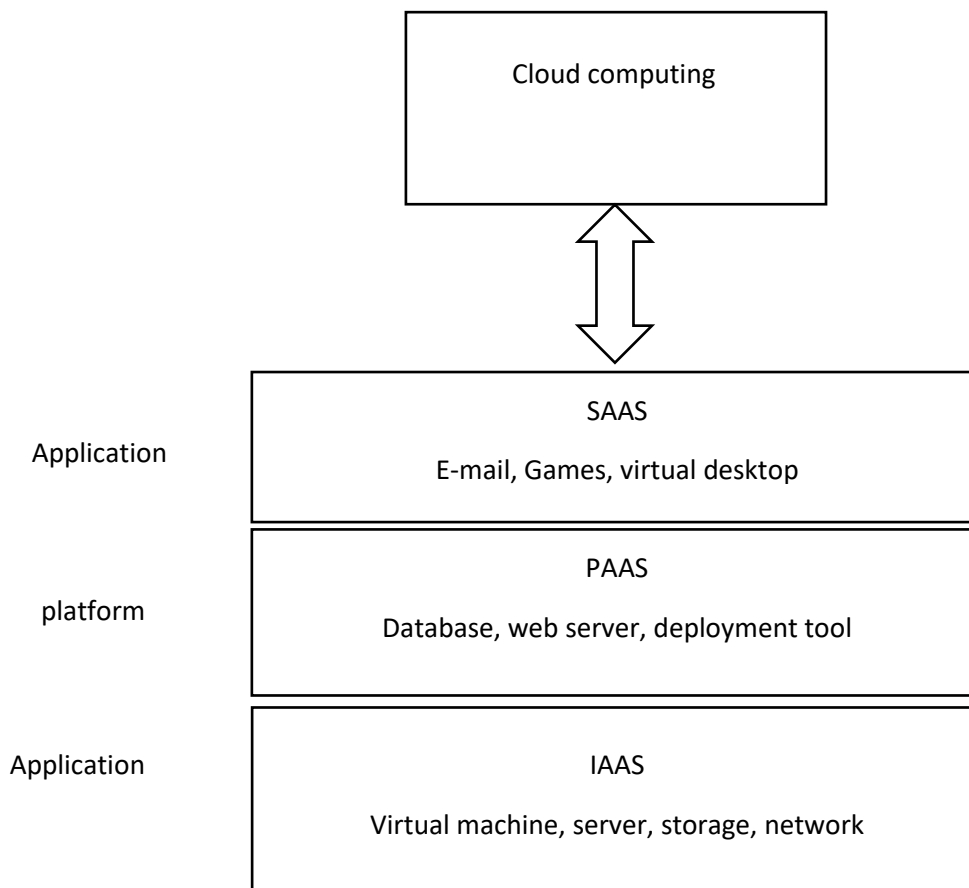 Cloud computing
SAAS
Application
E-mail, Games, virtual desktop
PAAS
platform
Database, web server, deployment tool
Application
IAAS
Virtual machine, server, storage, network